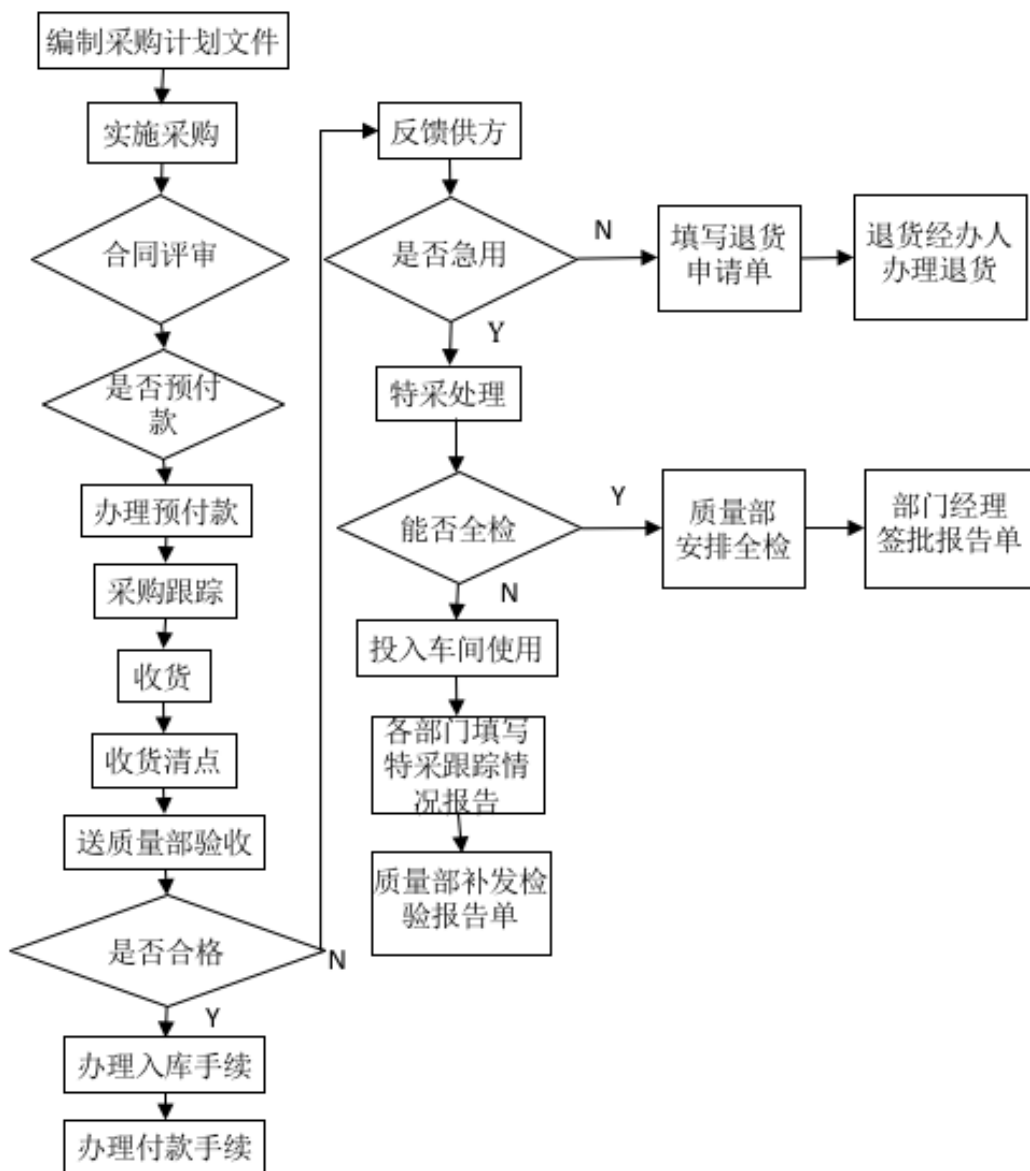 编制采购计划文件
实施采购
合同评审
是否预付
款
办理预付款
采购跟踪
收货
收货清点
送质量部验收
是否合格
N
Y
办理入库手续
办理付款手续
反馈供方
是否急用
N
填写退货
申请单
退货经办人
办理退货
Y
特采处理
能否全检
Y
质量部
安排全检
部门经理
签批报告单
N
投入车间使用
各部门填写
特采跟踪情
况报告
质量部补发检
验报告单